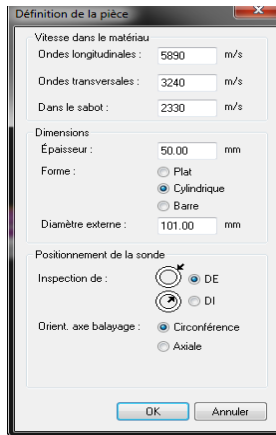 Définition de la pièce
Vitesse dans le matériau
Ondes longitudinales : 5890 m/s
Ondes transversales : 3240 m/s
Dans le sabot : 2330 m/s
Dimensions
Épaisseur : 50.00 mm
Forme : Plat
Cylindrique
Barre
Diamètre externe : 101.00 mm
Positionnement de la sonde
Inspection de : DE
DI
Orient. axe balayage : Circonférence
Axiale
OK Annuler